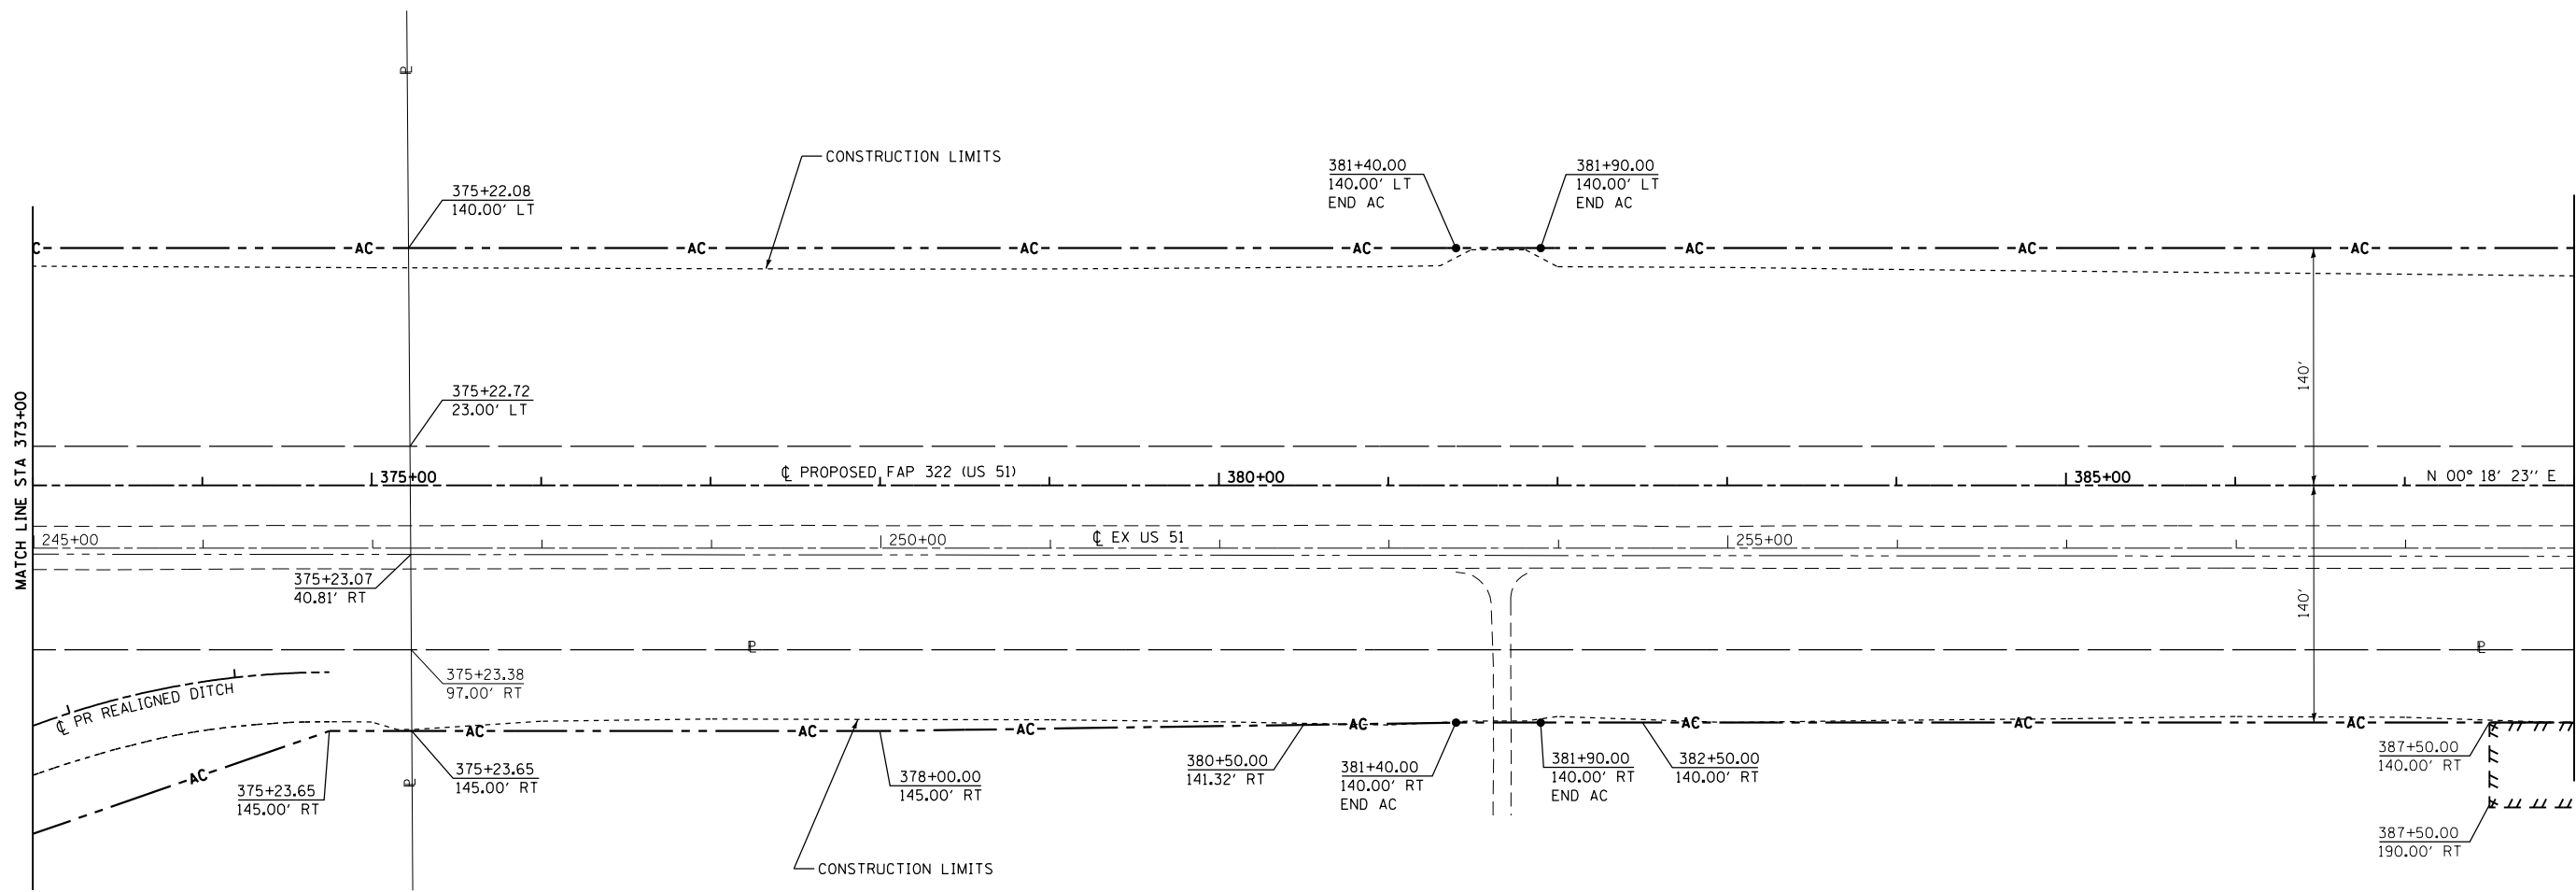 CONSTRUCTION LIMITS
381+40.00
140.00' LT
END AC
381+90.00
140.00' LT
END AC
375+22.08
140.00' LT
C
AC
AC
AC
AC
AC
AC
AC
MATCH LINE STA 373+00
375+22.72
23.00' LT
140'
375+00
℄ PROPOSED FAP 322 (US 51)
380+00
385+00
N 00° 18' 23'' E
245+00
250+00
℄ EX US 51
255+00
375+23.07
40.81' RT
140'
℄ PR REALIGNED DITCH
375+23.38
97.00' RT
AC
AC
AC
AC
AC
AC
AC
AC
375+23.65
145.00' RT
375+23.65
145.00' RT
378+00.00
145.00' RT
380+50.00
141.32' RT
381+40.00
140.00' RT
END AC
381+90.00
140.00' RT
END AC
382+50.00
140.00' RT
387+50.00
140.00' RT
387+50.00
190.00' RT
CONSTRUCTION LIMITS